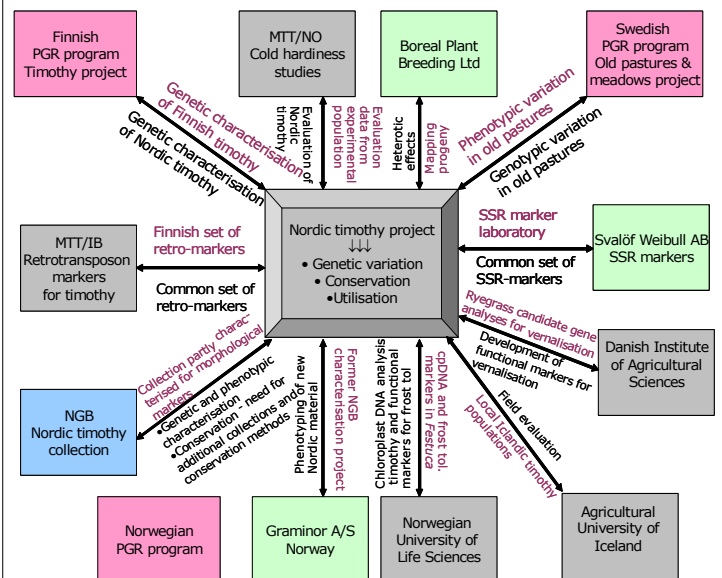 Finnish
PGR program
Timothy project
MTT/NO
Cold hardiness
studies
Boreal Plant
Breeding Ltd
Swedish
PGR program
Old pastures &
meadows project
Genetic characterisation
of Finnish timothy
Genetic characterisation
of Nordic timothy
Evaluation of
Nordic
timothy
Evaluation
data from
experimental
population
Heterotic
effects
Mapping
progeny
Phenotypic variation
in old pastures
Genotypic variation
in old pastures
MTT/IB
Retrotransposon
markers
for timothy
Finnish set of
retro-markers
Common set of
retro-markers
Nordic timothy project
↓↓↓
• Genetic variation
• Conservation
•Utilisation
SSR marker
laboratory
Common set of
SSR-markers
Svalöf Weibull AB
SSR markers
Ryegrass candidate gene
analyses for vernalisation
Development of
functional markers for
vernalisation
Danish Institute
of Agricultural
Sciences
Collection partly charac-
terised for morphological
markers
•Genetic and phenotypic
characterisation
•Conservation - need for
additional collections and of new
conservation methods
NGB
Nordic timothy
collection
Phenotyping of
Nordic material
Former NGB
characterisation project
Chloroplast DNA analysis
timothy and functional
markers for frost tol
cpDNA and frost tol.
markers in Festuca
Field evaluation
Local Iclandic timothy
populations
Norwegian
PGR program
Graminor A/S
Norway
Norwegian
University of
Life Sciences
Agricultural
University of
Iceland